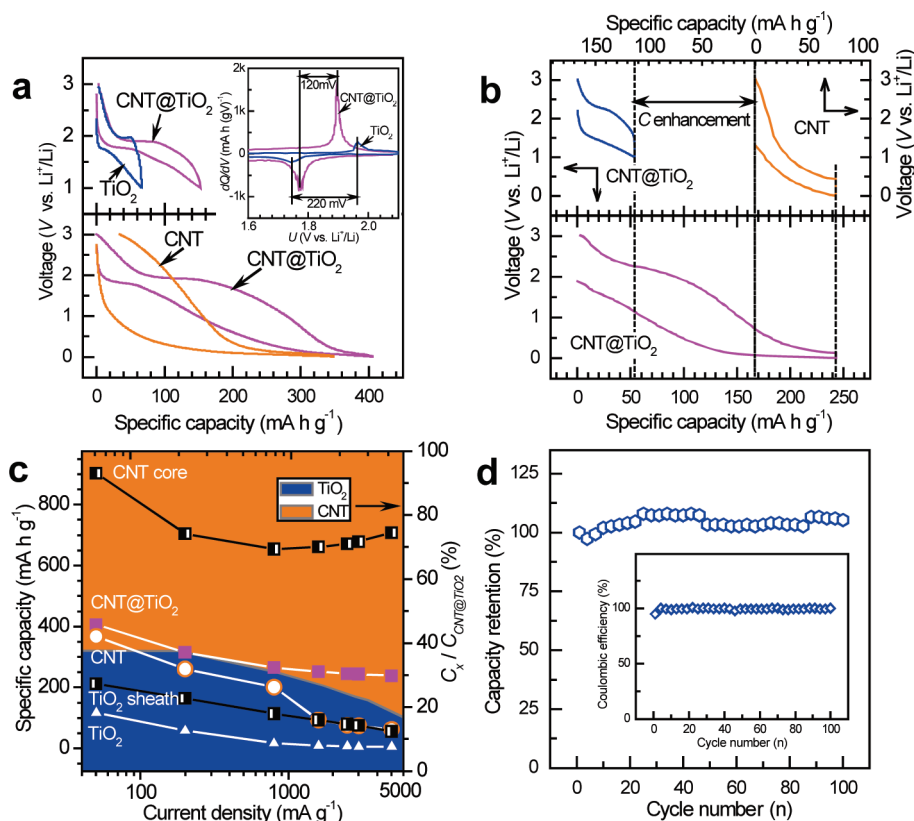 a
Voltage (V vs. Li⁺/Li)
3
2
1
0
3
2
1
0
CNT@TiO₂
TiO₂
CNT
CNT@TiO₂
0 100 200 300 400
Specific capacity (mA h g⁻¹)
dQ/dV (mA h (gV)⁻¹)
2k
1k
0
-1k
120mV
CNT@TiO₂
TiO₂
220 mV
1.6 1.8 2.0
U (V vs. Li⁺/Li)
b
Specific capacity (mA h g⁻¹)
150 100 50 0 0 25 50 75 100
Voltage (V vs. Li⁺/Li)
3
2
1
0
3
2
1
0
C enhancement
CNT
CNT@TiO₂
CNT@TiO₂
3
2
1
0
Voltage (V vs. Li⁺/Li)
0 50 100 150 200 250
Specific capacity (mA h g⁻¹)
c
Specific capacity (mA h g⁻¹)
800
600
400
200
0
CNT core
TiO₂
CNT
CNT@TiO₂
CNT
TiO₂ sheath
TiO₂
100
80
60
40
20
0
Cₓ / C_CNT@TiO2 (%)
100 1000 5000
Current density (mA g⁻¹)
d
Capacity retention (%)
125
100
75
50
25
0
0 20 40 60 80 100
Cycle number (n)
Coulombic efficiency (%)
100
50
0
0 20 40 60 80 100
Cycle number (n)